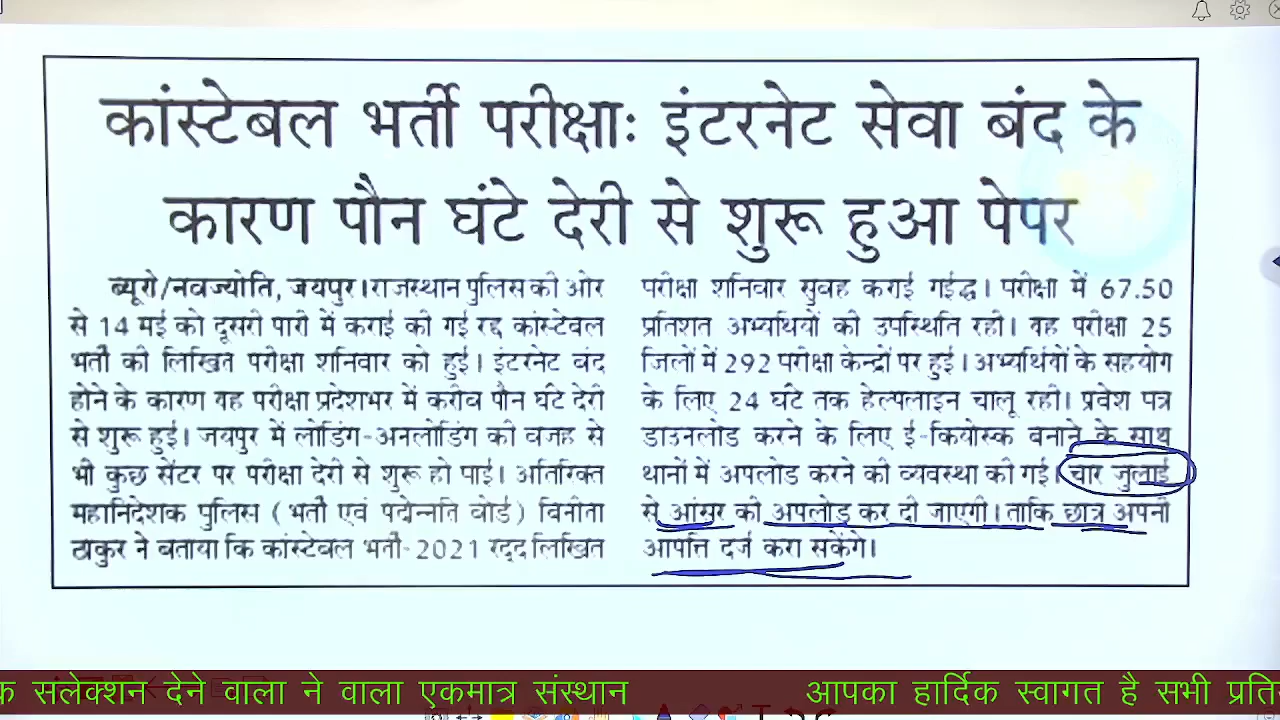 कांस्टेबल भर्ती परीक्षाः इंटरनेट सेवा बंद के
कारण पौन घंटे देरी से शुरू हुआ पेपर
ब्यूरो/नवज्योति, जयपुर। राजस्थान पुलिस की ओर
से 14 मई को दूसरी पारी में कराई की गई रद्द कांस्टेबल
भर्ती की लिखित परीक्षा शनिवार को हुई। इंटरनेट बंद
होने के कारण यह परीक्षा प्रदेशभर में करीब पौन घंटे देरी
से शुरू हुई। जयपुर में लोडिंग-अनलोडिंग की वजह से
भी कुछ सेंटर पर परीक्षा देरी से शुरू हो पाई। अतिरिक्त
महानिदेशक पुलिस (भर्ती एवं पदोन्नति बोर्ड) विनीता
ठाकुर ने बताया कि कांस्टेबल भर्ती-2021 रद्द लिखित
परीक्षा शनिवार सुबह कराई गईद्ध। परीक्षा में 67.50
प्रतिशत अभ्यर्थियों की उपस्थिति रही। यह परीक्षा 25
जिलों में 292 परीक्षा केन्द्रों पर हुई। अभ्यर्थियों के सहयोग
के लिए 24 घंटे तक हेल्पलाइन चालू रही। प्रवेश पत्र
डाउनलोड करने के लिए ई-कियोस्क बनाने के साथ
थानों में अपलोड करने की व्यवस्था की गई। चार जुलाई
से आंसर की अपलोड कर दी जाएगी। ताकि छात्र अपनी
आपत्ति दर्ज करा सकेंगे।
क संलेक्शन देने वाला ने वाला एकमात्र संस्थान आपका हार्दिक स्वागत है सभी प्रति